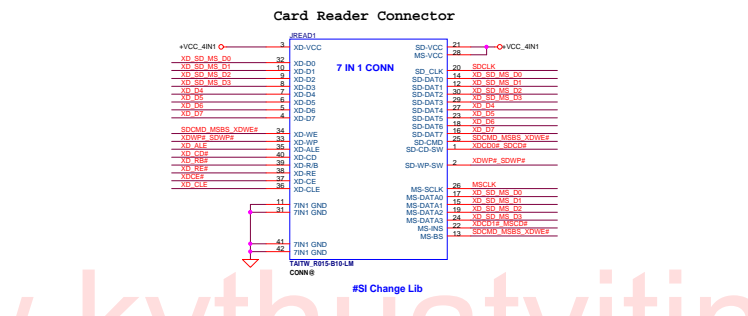 Card Reader Connector
JREAD1
+VCC_4IN1 3 XD-VCC SD-VCC 21 +VCC_4IN1
MS-VCC 28
7 IN 1 CONN
XD_SD_MS_D0 32 XD-D0 SD_CLK 20 SDCLK
XD_SD_MS_D1 10 XD-D1 SD-DAT0 14 XD_SD_MS_D0
XD_SD_MS_D2 9 XD-D2 SD-DAT1 12 XD_SD_MS_D1
XD_SD_MS_D3 8 XD-D3 SD-DAT2 30 XD_SD_MS_D2
XD_D4 7 XD-D4 SD-DAT3 29 XD_SD_MS_D3
XD_D5 6 XD-D5 SD-DAT4 27 XD_D4
XD_D6 5 XD-D6 SD-DAT5 23 XD_D5
XD_D7 4 XD-D7 SD-DAT6 18 XD_D6
SD-DAT7 16 XD_D7
SDCMD_MSBS_XDWE# 34 XD-WE SD-CMD 25 SDCMD_MSBS_XDWE#
XDWP#_SDWP# 33 XD-WP SD-CD-SW 1 XDCD0#_SDCD#
XD_ALE 35 XD-ALE
XD_CD# 40 XD-CD
XD_RB# 39 XD-R/B SD-WP-SW 2 XDWP#_SDWP#
XD_RE# 38 XD-RE
XDCE# 37 XD-CE
XD_CLE 36 XD-CLE MS-SCLK 26 MSCLK
MS-DATA0 17 XD_SD_MS_D0
11 7IN1 GND MS-DATA1 15 XD_SD_MS_D1
31 7IN1 GND MS-DATA2 19 XD_SD_MS_D2
MS-DATA3 24 XD_SD_MS_D3
MS-INS 22 XDCD1#_MSCD#
MS-BS 13 SDCMD_MSBS_XDWE#
41 7IN1 GND
42 7IN1 GND
TAITW_R015-B10-LM
CONN@
#SI Change Lib